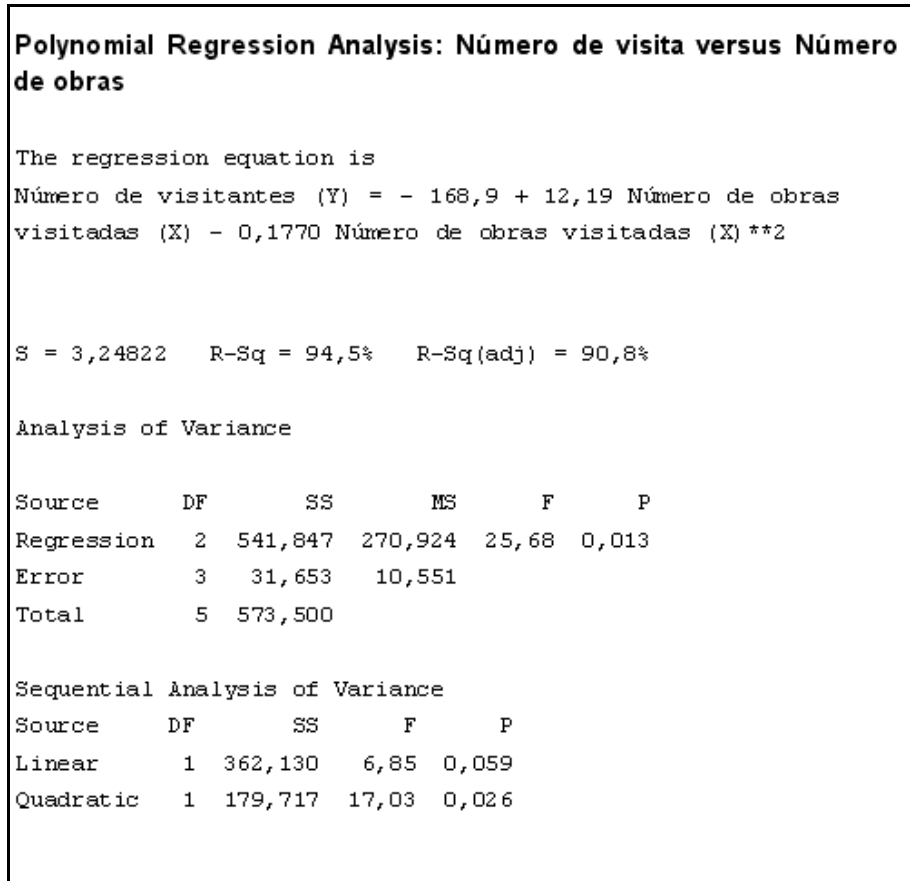 Polynomial Regression Analysis: Número de visita versus Número
de obras
The regression equation is
Número de visitantes (Y) = - 168,9 + 12,19 Número de obras
visitadas (X) - 0,1770 Número de obras visitadas (X)**2
S = 3,24822 R-Sq = 94,5% R-Sq(adj) = 90,8%
Analysis of Variance
Source DF SS MS F P
Regression 2 541,847 270,924 25,68 0,013
Error 3 31,653 10,551
Total 5 573,500
Sequential Analysis of Variance
Source DF SS F P
Linear 1 362,130 6,85 0,059
Quadratic 1 179,717 17,03 0,026